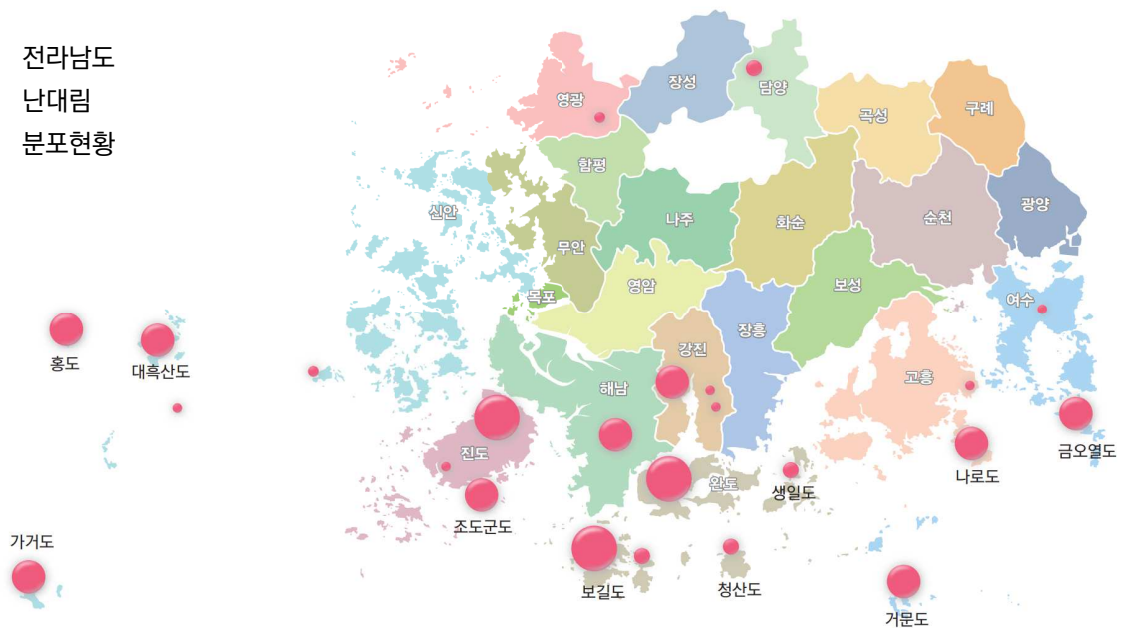 전라남도
난대림
분포현황
장성
담양
영광
곡성
구례
함평
신안
나주
화순
순천
광양
무안
영암
보성
목포
여수
장흥
강진
홍도
대흑산도
해남
고흥
진도
금오열도
나로도
완도
생일도
조도군도
가거도
보길도
청산도
거문도